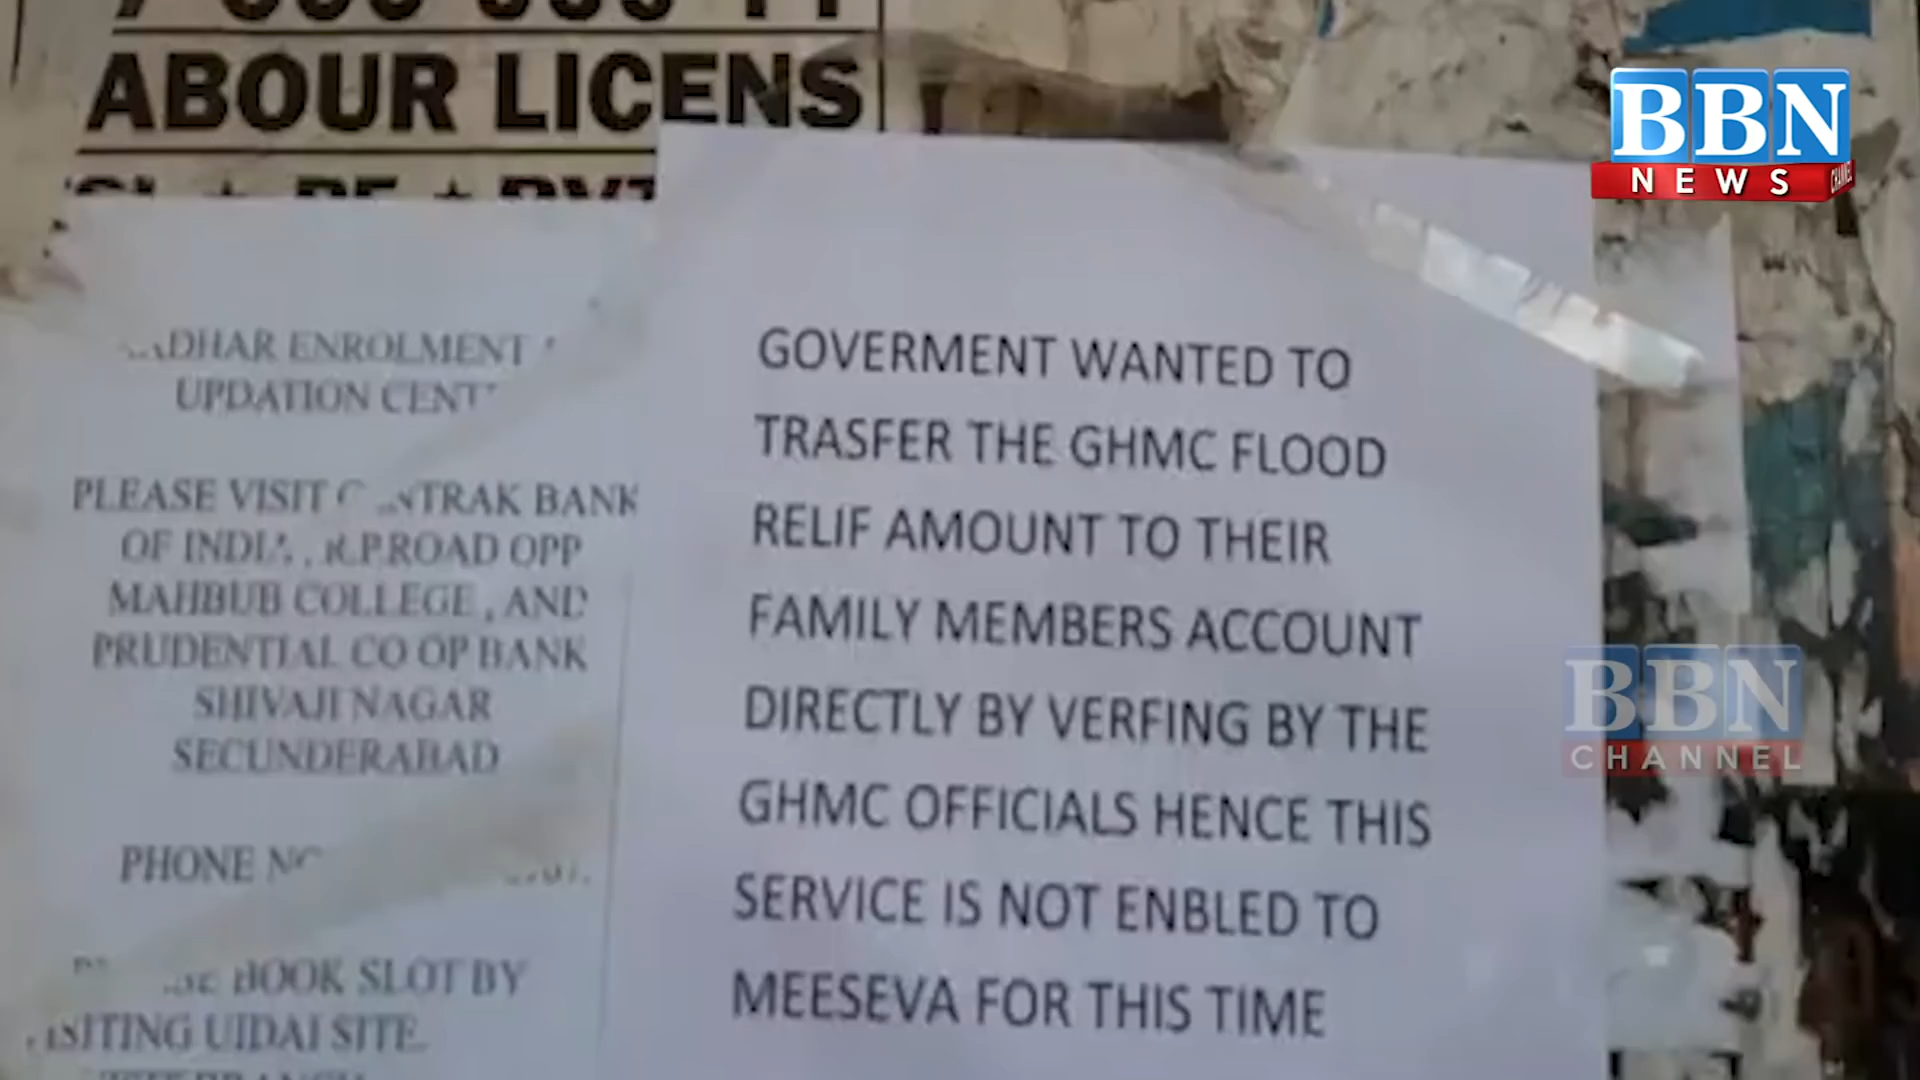 ABOUR LICENS
BBN
NEWS
CHANNEL
ENROLMENT
UPDATION
PLEASE VISIT BANK
OF ROAD OPP
MAHBUB COLLEGE , AND
PRUDENTIAL CO OP BANK
SHIVAJI NAGAR
SECUNDERABAD
PHONE
BOOK SLOT BY
UIDAI SITE.
GOVERMENT WANTED TO
TRASFER THE GHMC FLOOD
RELIF AMOUNT TO THEIR
FAMILY MEMBERS ACCOUNT
DIRECTLY BY VERFING BY THE
GHMC OFFICIALS HENCE THIS
SERVICE IS NOT ENBLED TO
MEESEVA FOR THIS TIME
BBN
CHANNEL